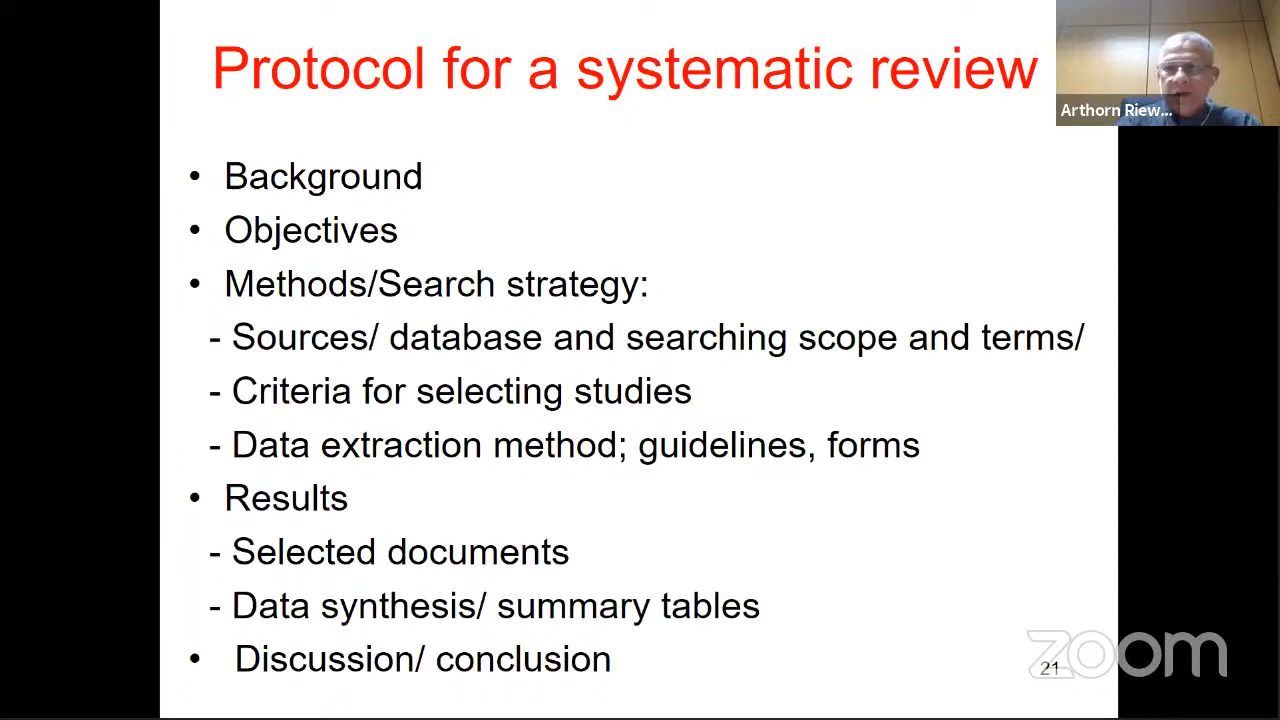 Protocol for a systematic review
Arthorn Riew...
• Background
• Objectives
• Methods/Search strategy:
- Sources/ database and searching scope and terms/
- Criteria for selecting studies
- Data extraction method; guidelines, forms
• Results
- Selected documents
- Data synthesis/ summary tables
• Discussion/ conclusion
21
zoom